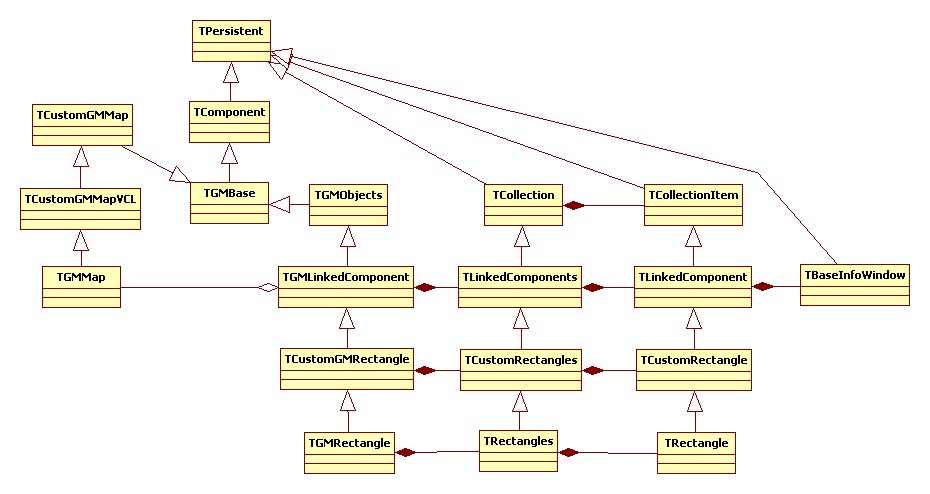 TPersistent
TCustomGMMap
TComponent
TCustomGMMapVCL
TGMBase
TGMObjects
TCollection
TCollectionItem
TGMMap
TGMLinkedComponent
TLinkedComponents
TLinkedComponent
TBaseInfoWindow
TCustomGMRectangle
TCustomRectangles
TCustomRectangle
TGMRectangle
TRectangles
TRectangle